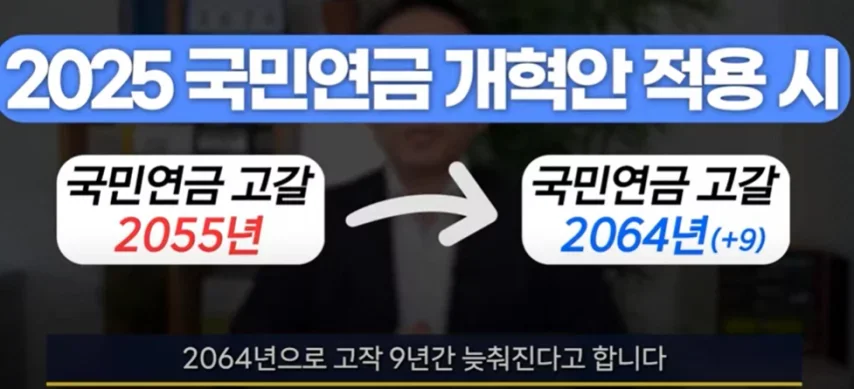 2025 국민연금 개혁안 적용 시
국민연금 고갈
2055년
국민연금 고갈
2064년(+9)
2064년으로 고작 9년간 늦춰진다고 합니다